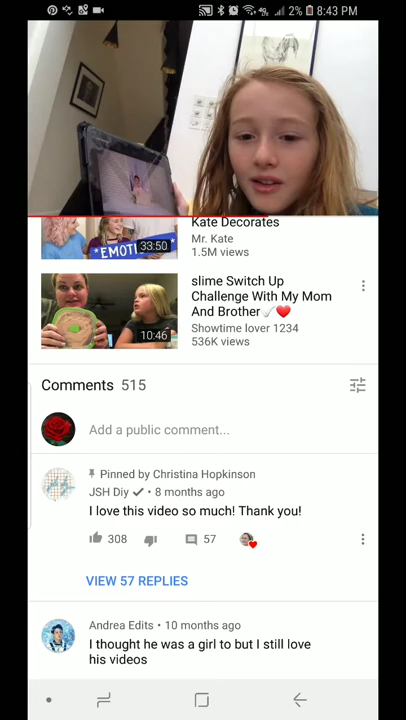 2% 8:43 PM
Kate Decorates
Mr. Kate
1.5M views
EMOTI
33:50
slime Switch Up
Challenge With My Mom
And Brother
Showtime lover 1234
536K views
10:46
Comments 515
Add a public comment...
Pinned by Christina Hopkinson
JSH Diy ✓ • 8 months ago
I love this video so much! Thank you!
308 57
VIEW 57 REPLIES
Andrea Edits • 10 months ago
I thought he was a girl to but I still love
his videos